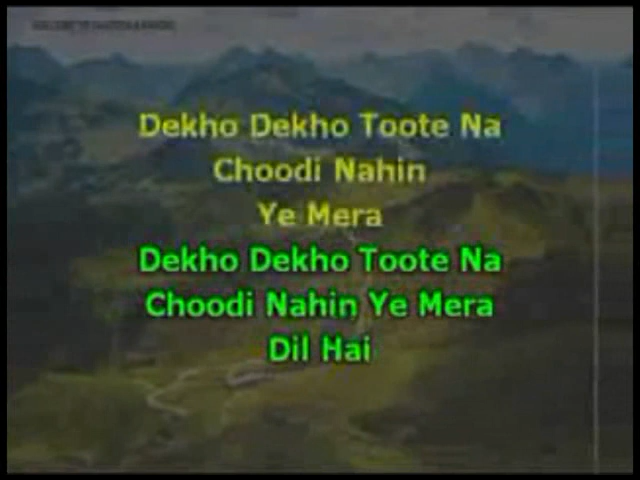 Dekho Dekho Toote Na
Choodi Nahin
Ye Mera
Dekho Dekho Toote Na
Choodi Nahin Ye Mera
Dil Hai